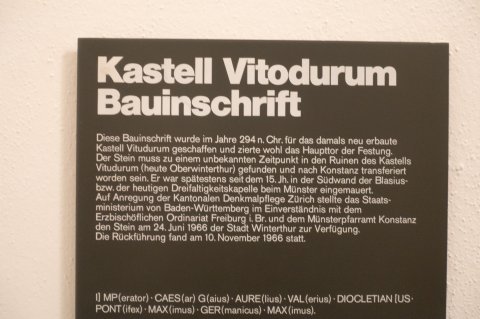 Kastell Vitodurum
Bauinschrift
Diese Bauinschrift wurde im Jahre 294 n. Chr. für das damals neu erbaute
Kastell Vitudurum geschaffen und zierte wohl das Haupttor der Festung.
Der Stein muss zu einem unbekannten Zeitpunkt in den Ruinen des Kastells
Vitudurum (heute Oberwinterthur) gefunden und nach Konstanz transferiert
worden sein. Er war spätestens seit dem 15. Jh. in der Südwand der Blasius-
bzw. der heutigen Dreifaltigkeitskapelle beim Münster eingemauert.
Auf Anregung der Kantonalen Denkmalpflege Zürich stellte das Staats-
ministerium von Baden-Württemberg im Einverständnis mit dem
Erzbischöflichen Ordinariat Freiburg i. Br. und dem Münsterpfarramt Konstanz
den Stein am 24. Juni 1966 der Stadt Winterthur zur Verfügung.
Die Rückführung fand am 10. November 1966 statt.
I] MP(erator) · CAES(ar) G(aius) · AURE(lius) · VAL(erius) · DIOCLETIAN [US ·
PONT(ifex) · MAX(imus) · GER(manicus) · MAX(imus).